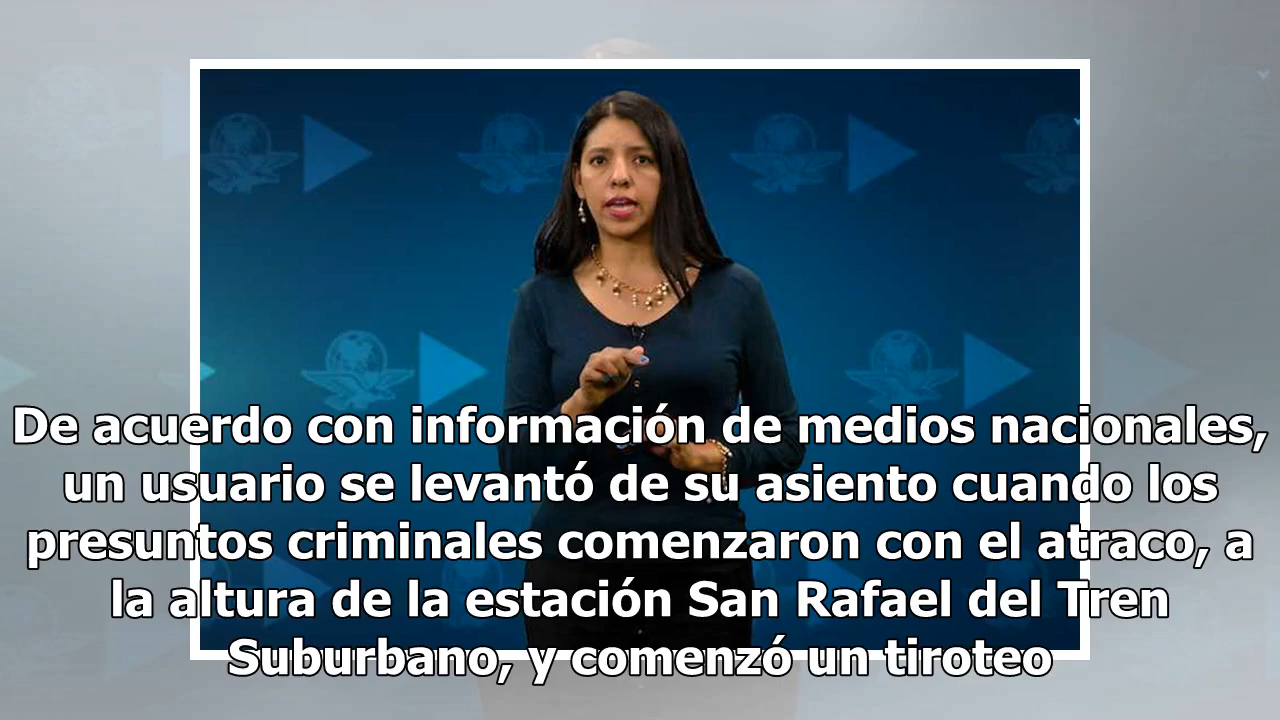 De acuerdo con información de medios nacionales,
un usuario se levantó de su asiento cuando los
presuntos criminales comenzaron con el atraco, a
la altura de la estación San Rafael del Tren
Suburbano, y comenzó un tiroteo